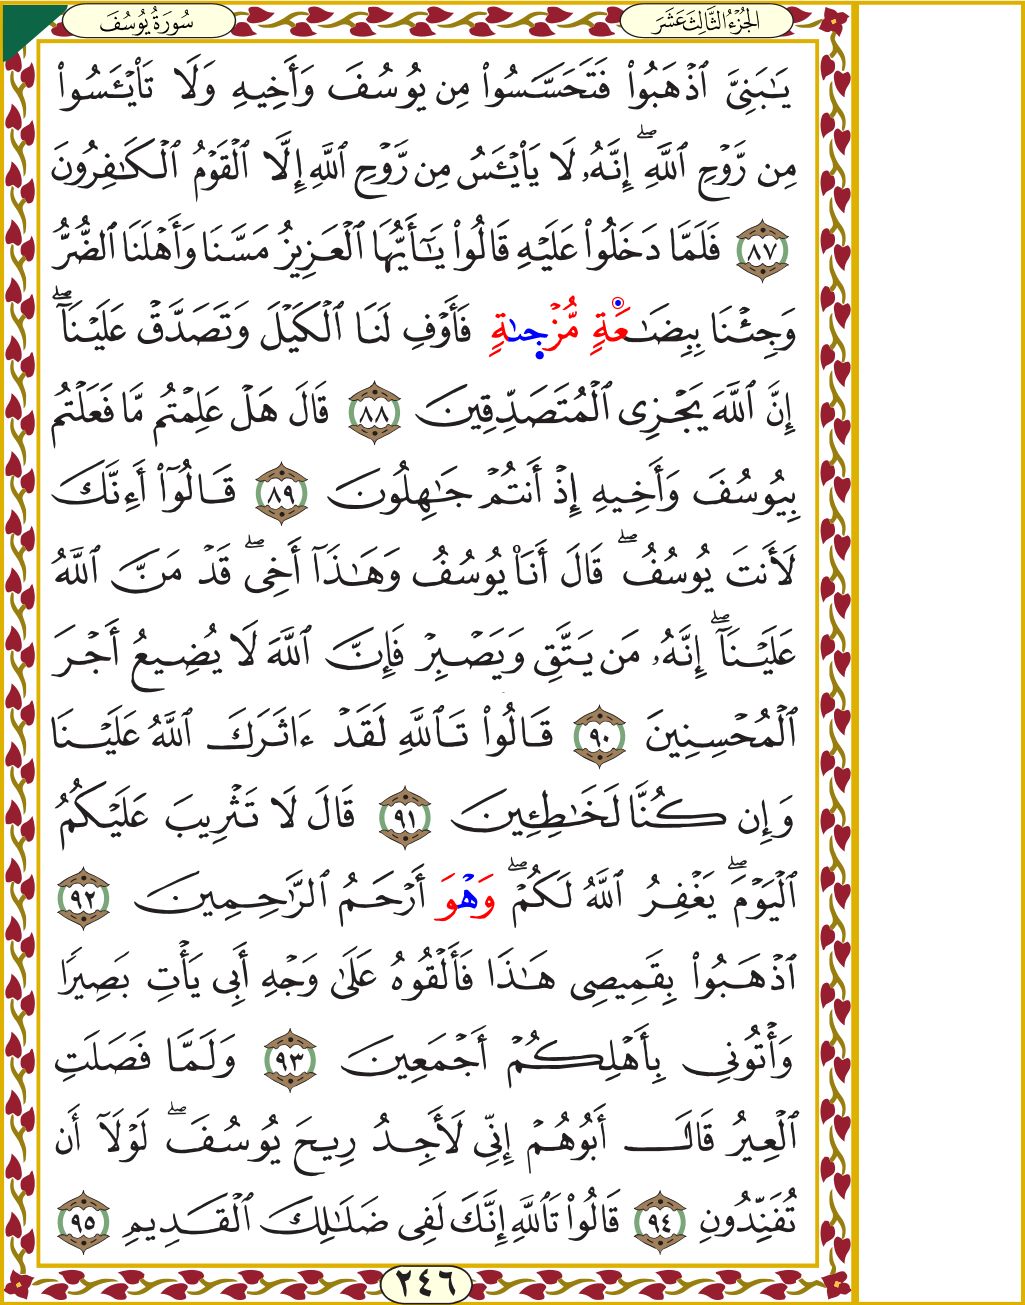 الجُزْءُ الثَّالِثَ عَشَرَ
سُورَةُ يُوسُفَ
يَـٰبَنِىَّ ٱذْهَبُوا۟ فَتَحَسَّسُوا۟ مِن يُوسُفَ وَأَخِيهِ وَلَا تَا۟يْـَٔسُوا۟
مِن رَّوْحِ ٱللَّهِ ۖ إِنَّهُۥ لَا يَا۟يْـَٔسُ مِن رَّوْحِ ٱللَّهِ إِلَّا ٱلْقَوْمُ ٱلْكَـٰفِرُونَ
٨٧ فَلَمَّا دَخَلُوا۟ عَلَيْهِ قَالُوا۟ يَـٰٓأَيُّهَا ٱلْعَزِيزُ مَسَّنَا وَأَهْلَنَا ٱلضُّرُّ
وَجِئْنَا بِبِضَـٰعَةٍ مُّزْجىٰةٍ فَأَوْفِ لَنَا ٱلْكَيْلَ وَتَصَدَّقْ عَلَيْنَآ ۖ
إِنَّ ٱللَّهَ يَجْزِى ٱلْمُتَصَدِّقِينَ ٨٨ قَالَ هَلْ عَلِمْتُم مَّا فَعَلْتُم
بِيُوسُفَ وَأَخِيهِ إِذْ أَنتُمْ جَـٰهِلُونَ ٨٩ قَالُوٓا۟ أَءِنَّكَ
لَأَنتَ يُوسُفُ ۖ قَالَ أَنَا۠ يُوسُفُ وَهَـٰذَآ أَخِى ۖ قَدْ مَنَّ ٱللَّهُ
عَلَيْنَآ ۖ إِنَّهُۥ مَن يَتَّقِ وَيَصْبِرْ فَإِنَّ ٱللَّهَ لَا يُضِيعُ أَجْرَ
ٱلْمُحْسِنِينَ ٩٠ قَالُوا۟ تَٱللَّهِ لَقَدْ ءَاثَرَكَ ٱللَّهُ عَلَيْنَا
وَإِن كُنَّا لَخَـٰطِـِٔينَ ٩١ قَالَ لَا تَثْرِيبَ عَلَيْكُمُ
ٱلْيَوْمَ ۖ يَغْفِرُ ٱللَّهُ لَكُمْ ۖ وَهْوَ أَرْحَمُ ٱلرَّٰحِمِينَ ٩٢
ٱذْهَبُوا۟ بِقَمِيصِى هَـٰذَا فَأَلْقُوهُ عَلَىٰ وَجْهِ أَبِى يَأْتِ بَصِيرًا
وَأْتُونِى بِأَهْلِكُمْ أَجْمَعِينَ ٩٣ وَلَمَّا فَصَلَتِ
ٱلْعِيرُ قَالَ أَبُوهُمْ إِنِّى لَأَجِدُ رِيحَ يُوسُفَ ۖ لَوْلَآ أَن
تُفَنِّدُونِ ٩٤ قَالُوا۟ تَٱللَّهِ إِنَّكَ لَفِى ضَلَـٰلِكَ ٱلْقَدِيمِ ٩٥
٢٤٦